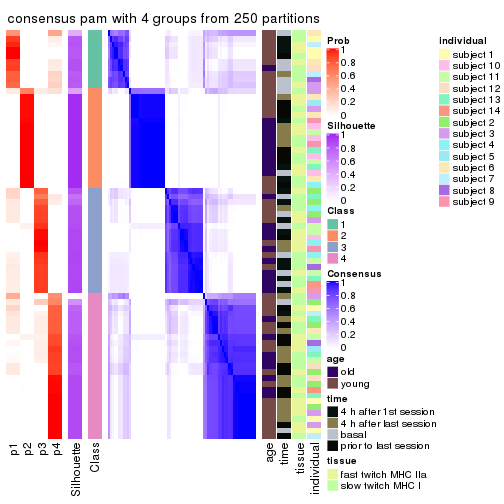 consensus pam with 4 groups from 250 partitions
p1
p2
p3
p4
Silhouette
Class
age
time
tissue
individual
Prob
1
0.8
0.6
0.4
0.2
0
Silhouette
1
0.8
0.6
0.4
0.2
0
Class
1
2
3
4
Consensus
1
0.8
0.6
0.4
0.2
0
age
old
young
time
4 h after 1st session
4 h after last session
basal
prior to last session
tissue
fast twitch MHC IIa
slow twitch MHC I
individual
subject 1
subject 10
subject 11
subject 12
subject 13
subject 14
subject 2
subject 3
subject 4
subject 5
subject 6
subject 7
subject 8
subject 9